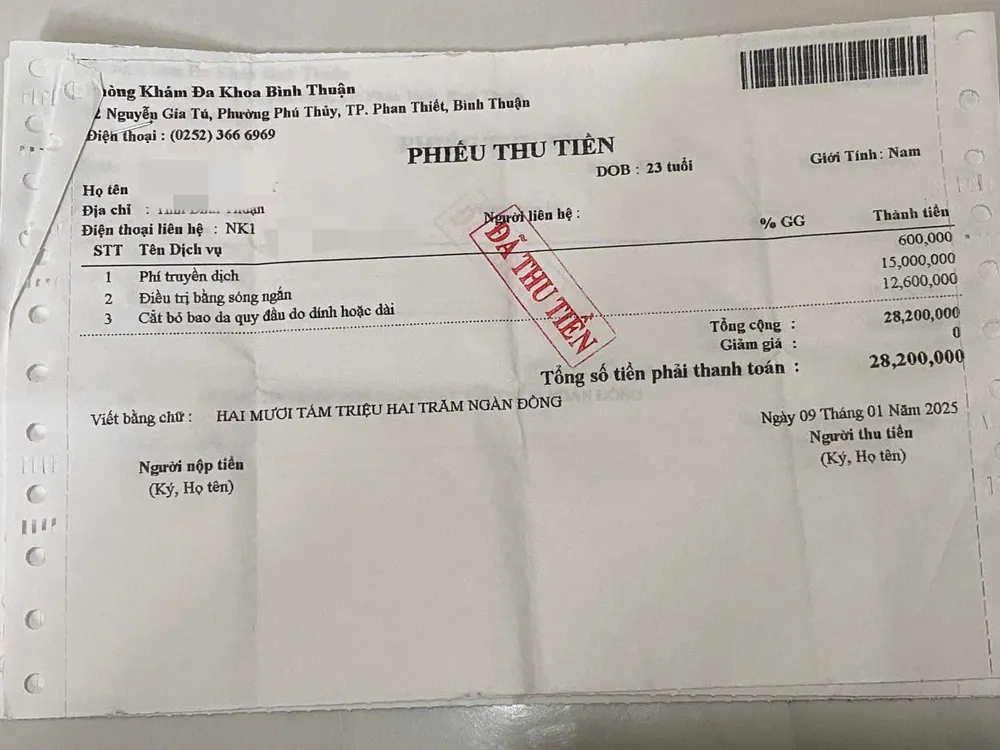 hòng Khám Đa Khoa Bình Thuận
2 Nguyễn Gia Tú, Phường Phú Thủy, TP. Phan Thiết, Bình Thuận
Điện thoại : (0252) 366 6969
PHIẾU THU TIỀN
DOB : 23 tuổi
Giới Tính : Nam
Họ tên
Địa chỉ :
Người liên hệ :
Điện thoại liên hệ : NK1
STT Tên Dịch vụ % GG Thành tiền
1 Phí truyền dịch 600,000
2 Điều trị bằng sóng ngắn 15,000,000
3 Cắt bỏ bao da quy đầu do dính hoặc dài 12,600,000
ĐÃ THU TIỀN
Tổng cộng : 28,200,000
Giảm giá : 0
Tổng số tiền phải thanh toán : 28,200,000
Viết bằng chữ : HAI MƯƠI TÁM TRIỆU HAI TRĂM NGÀN ĐỒNG
Ngày 09 Tháng 01 Năm 2025
Người nộp tiền Người thu tiền
(Ký, Họ tên) (Ký, Họ tên)